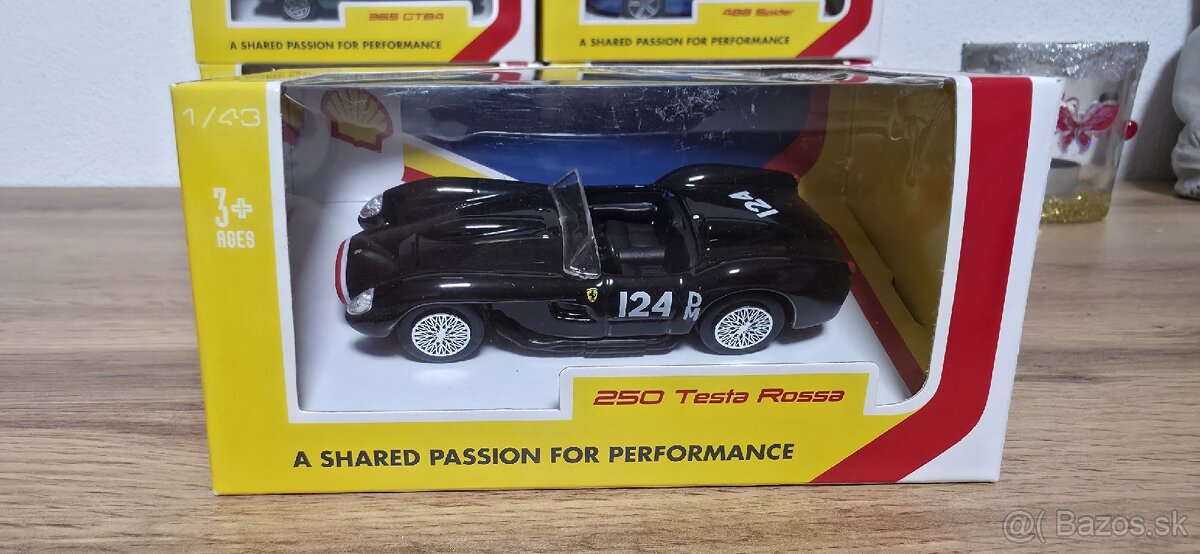 365 GTB4
A SHARED PASSION FOR PERFORMANCE
488 Spider
A SHARED PASSION FOR PERFORMANCE
1/43
3+
AGES
124
124
DM
250 Testa Rossa
A SHARED PASSION FOR PERFORMANCE
@( Bazos.sk